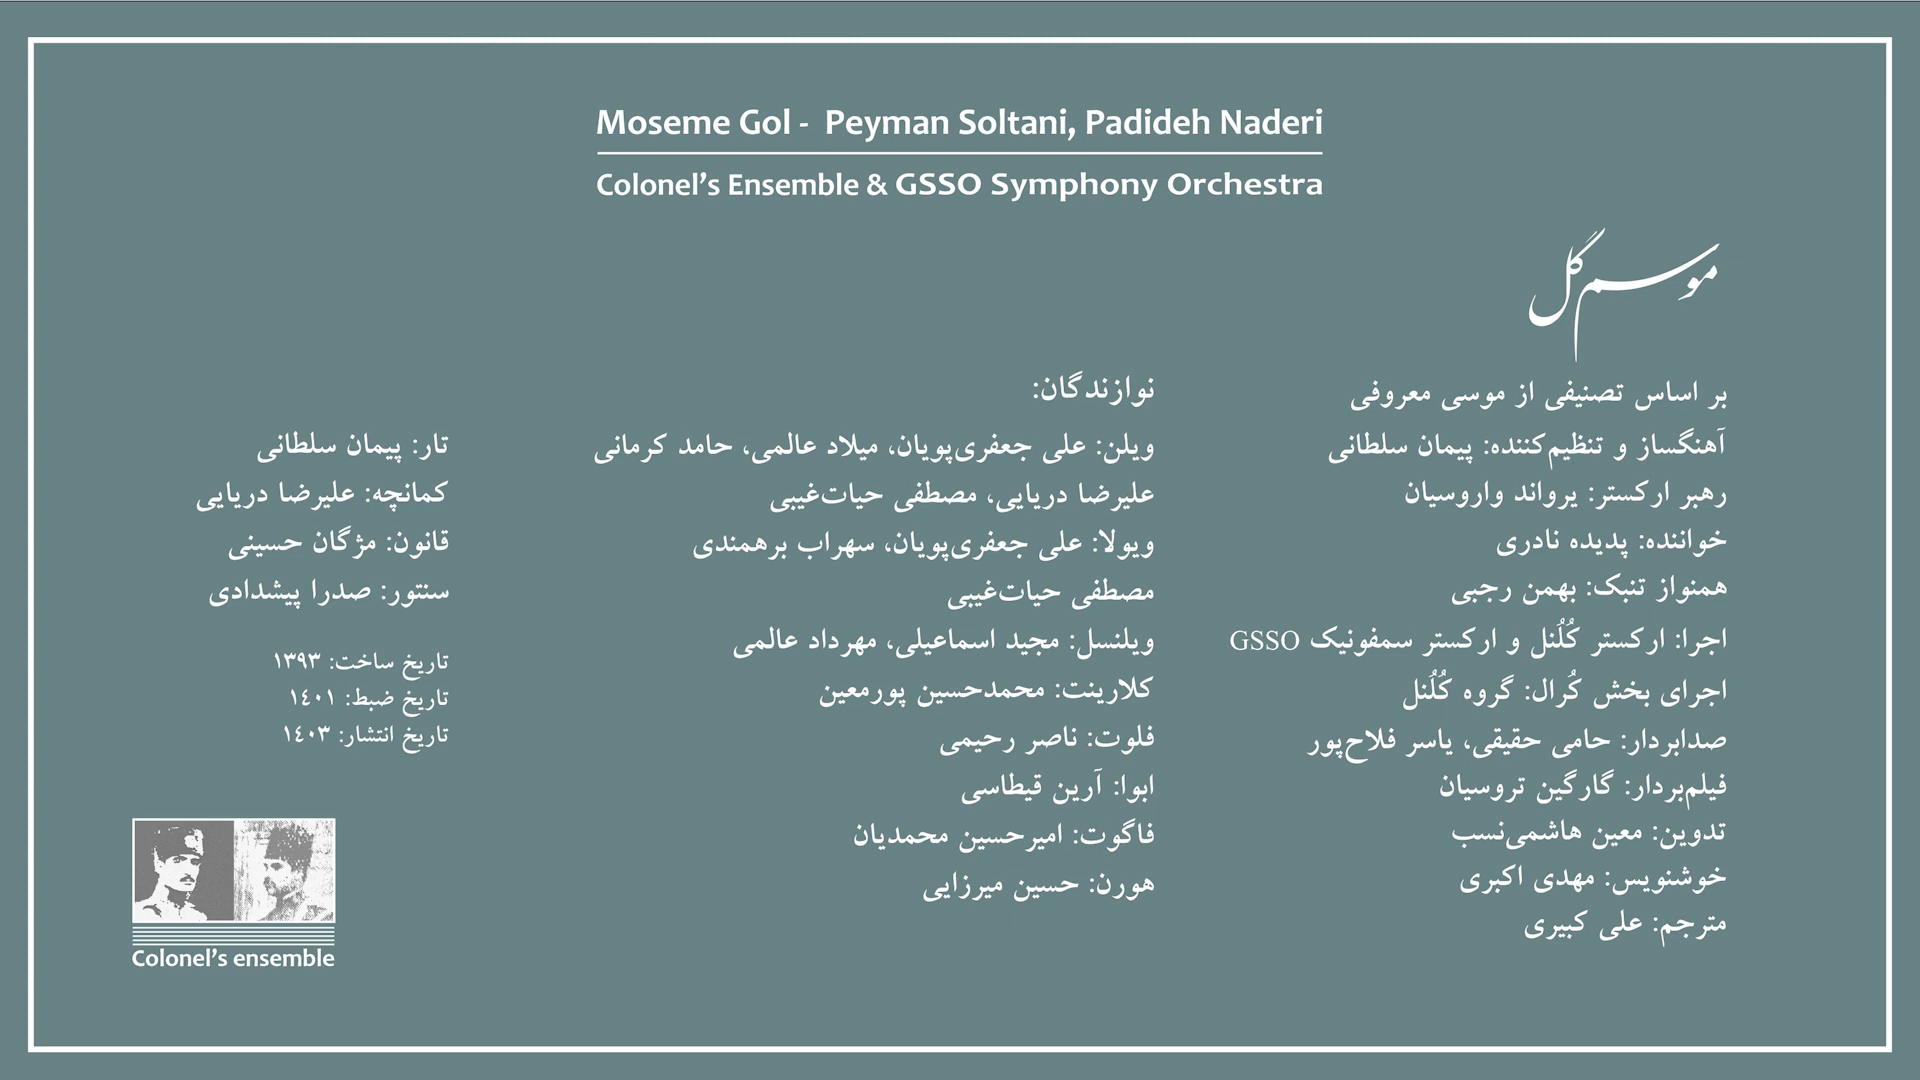 Moseme Gol - Peyman Soltani, Padideh Naderi
Colonel's Ensemble & GSSO Symphony Orchestra
موسم گل
بر اساس تصنیفی از موسی معروفی
آهنگساز و تنظیم‌کننده: پیمان سلطانی
رهبر ارکستر: یرواند واروسیان
خواننده: پدیده نادری
همنواز تنبک: بهمن رجبی
اجرا: ارکستر کُلُنل و ارکستر سمفونیک GSSO
اجرای بخش کُرال: گروه کُلُنل
صدابردار: حامی حقیقی، یاسر فلاح‌پور
فیلم‌بردار: گارگین تروسیان
تدوین: معین هاشمی‌نسب
خوشنویس: مهدی اکبری
مترجم: علی کبیری
نوازندگان:
ویلن: علی جعفری‌پویان، میلاد عالمی، حامد کرمانی
علیرضا دریایی، مصطفی حیات‌غیبی
ویولا: علی جعفری‌پویان، سهراب برهمندی
مصطفی حیات‌غیبی
ویلنسل: مجید اسماعیلی، مهرداد عالمی
کلارینت: محمدحسین پورمعین
فلوت: ناصر رحیمی
ابوا: آرین قیطاسی
فاگوت: امیرحسین محمدیان
هورن: حسین میرزایی
تار: پیمان سلطانی
کمانچه: علیرضا دریایی
قانون: مژگان حسینی
سنتور: صدرا پیشدادی
تاریخ ساخت: ۱۳۹۳
تاریخ ضبط: ۱٤۰۱
تاریخ انتشار: ۱٤۰۳
Colonel's ensemble